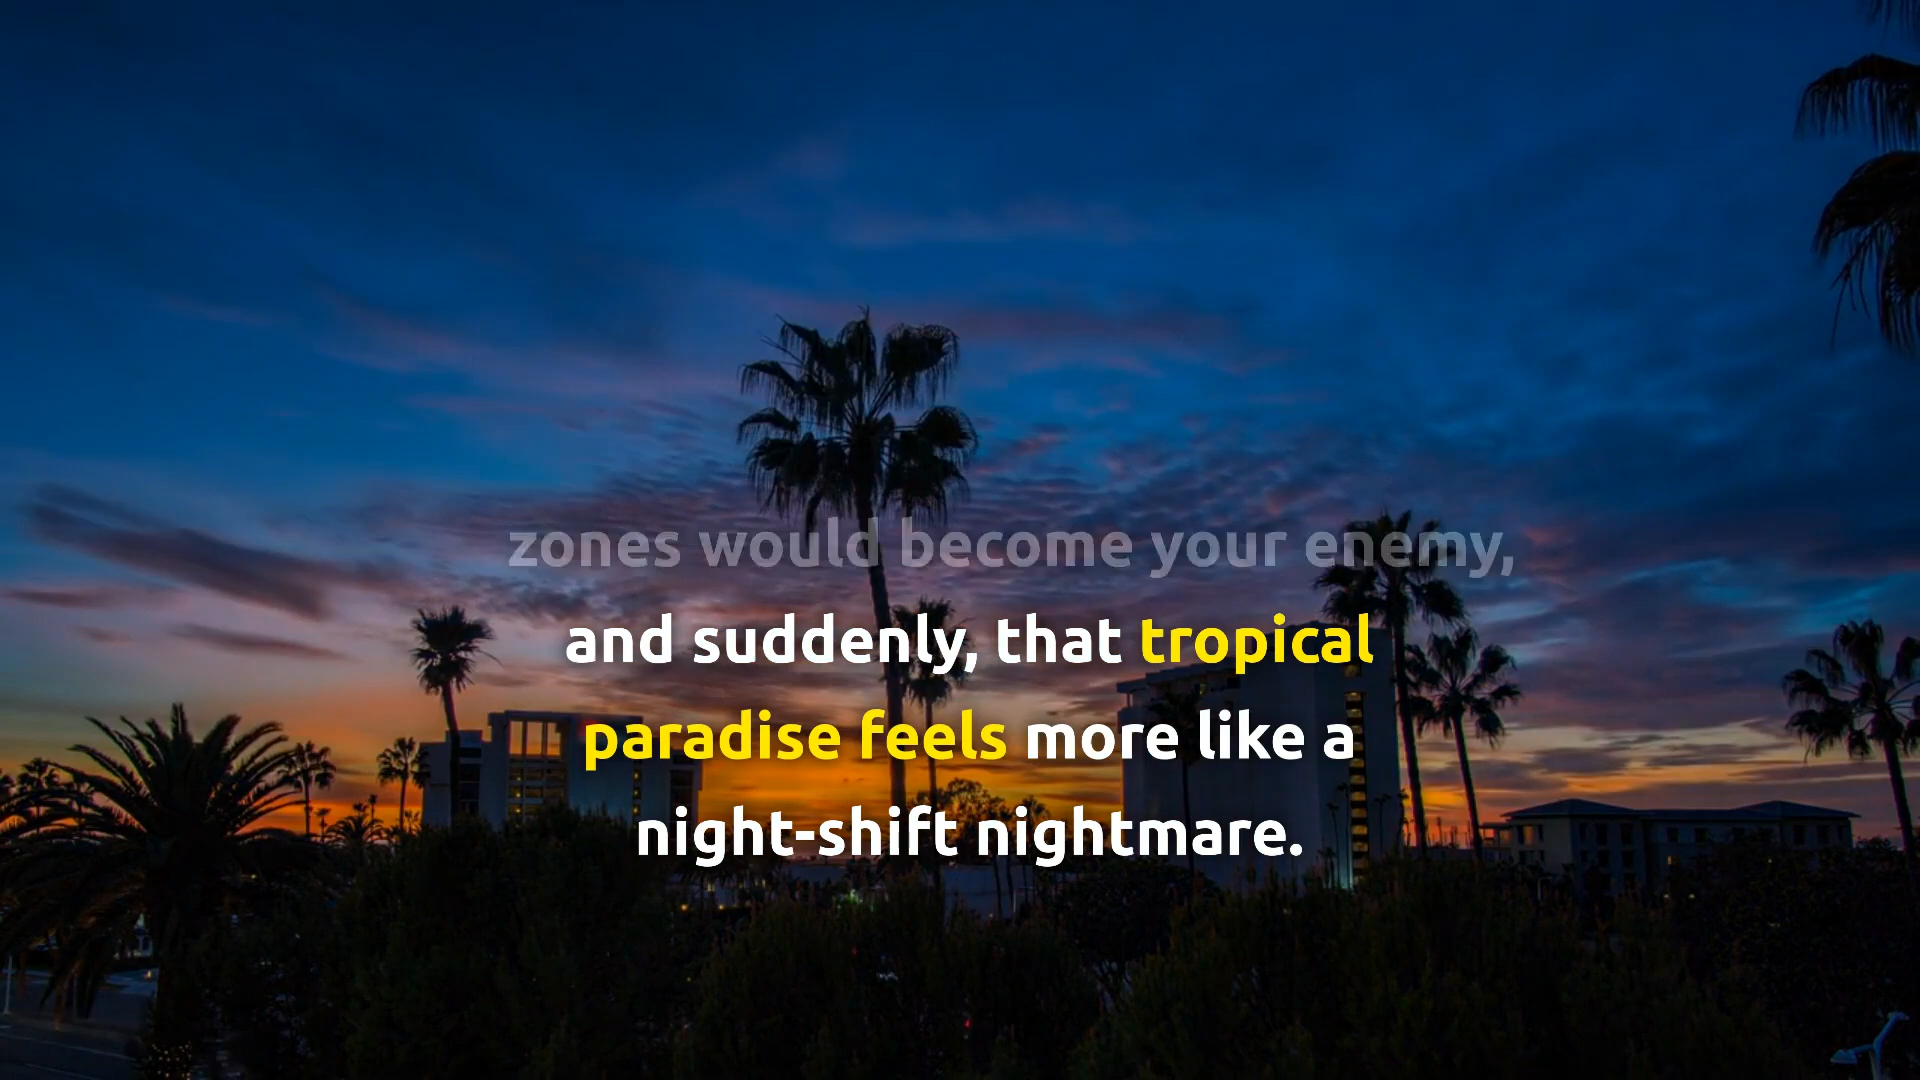 zones would become your enemy,
and suddenly, that tropical
paradise feels more like a
night-shift nightmare.